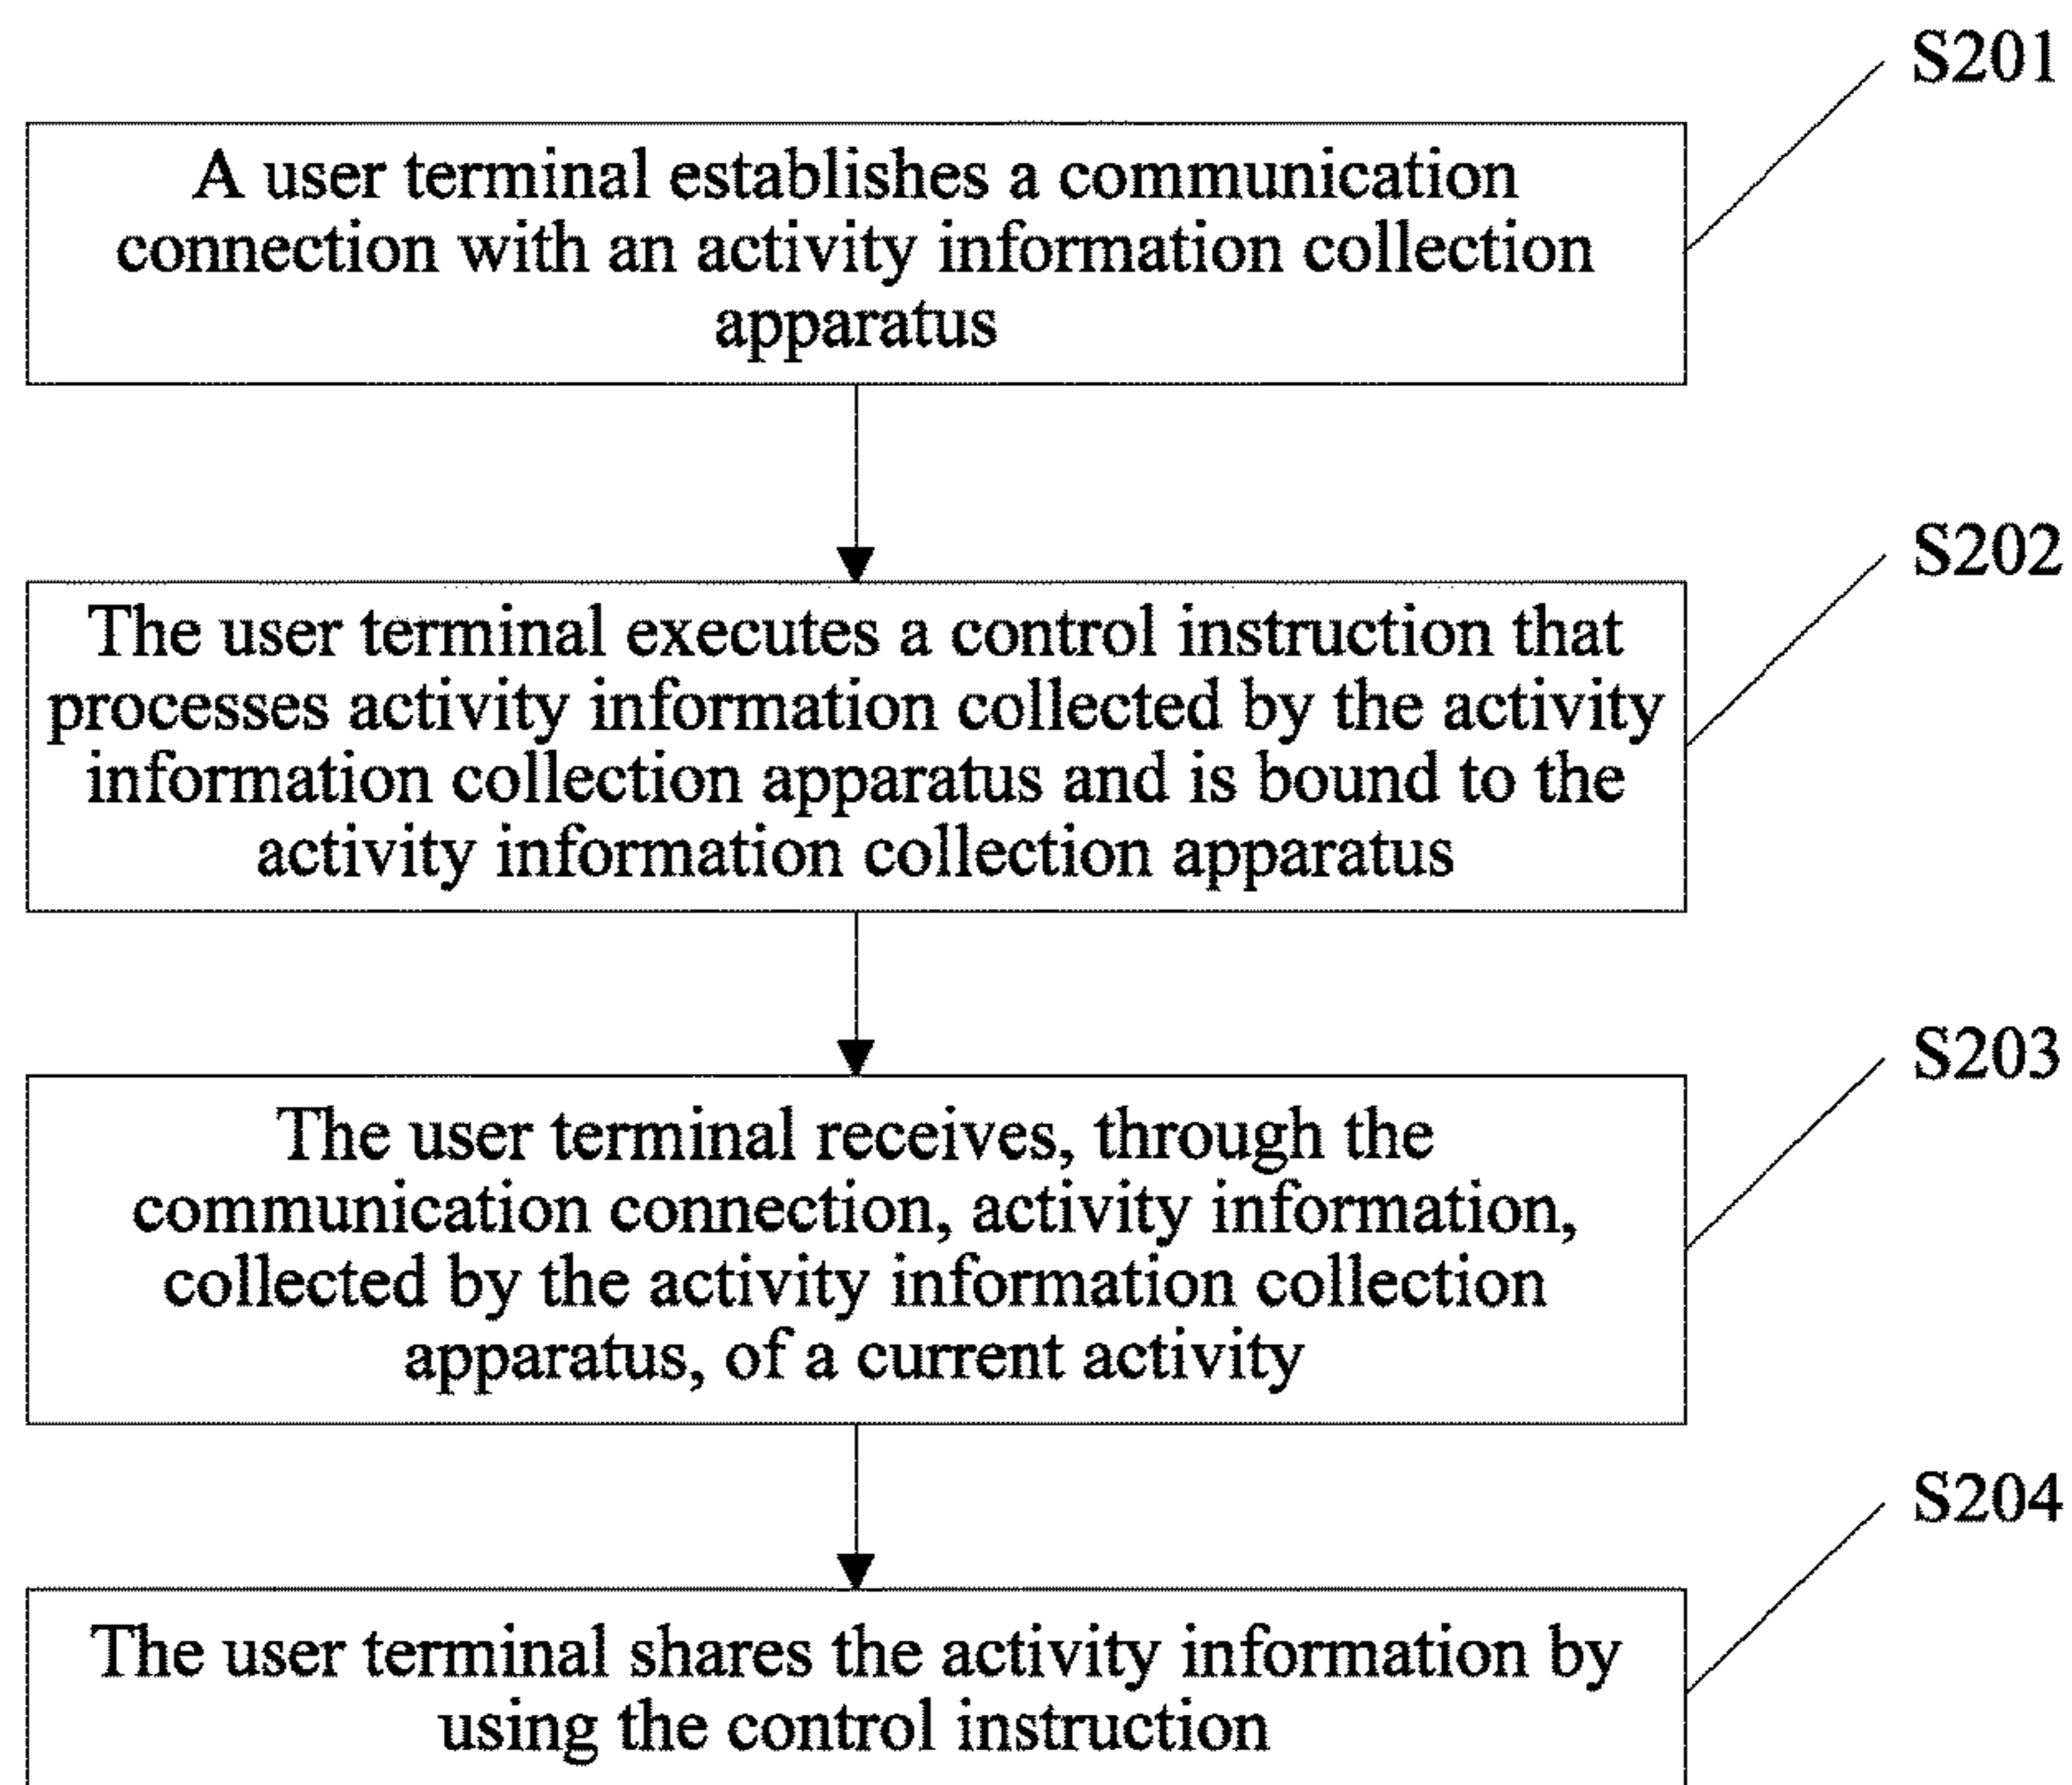 S201
A user terminal establishes a communication
connection with an activity information collection
apparatus
S202
The user terminal executes a control instruction that
processes activity information collected by the activity
information collection apparatus and is bound to the
activity information collection apparatus
S203
The user terminal receives, through the
communication connection, activity information,
collected by the activity information collection
apparatus, of a current activity
S204
The user terminal shares the activity information by
using the control instruction